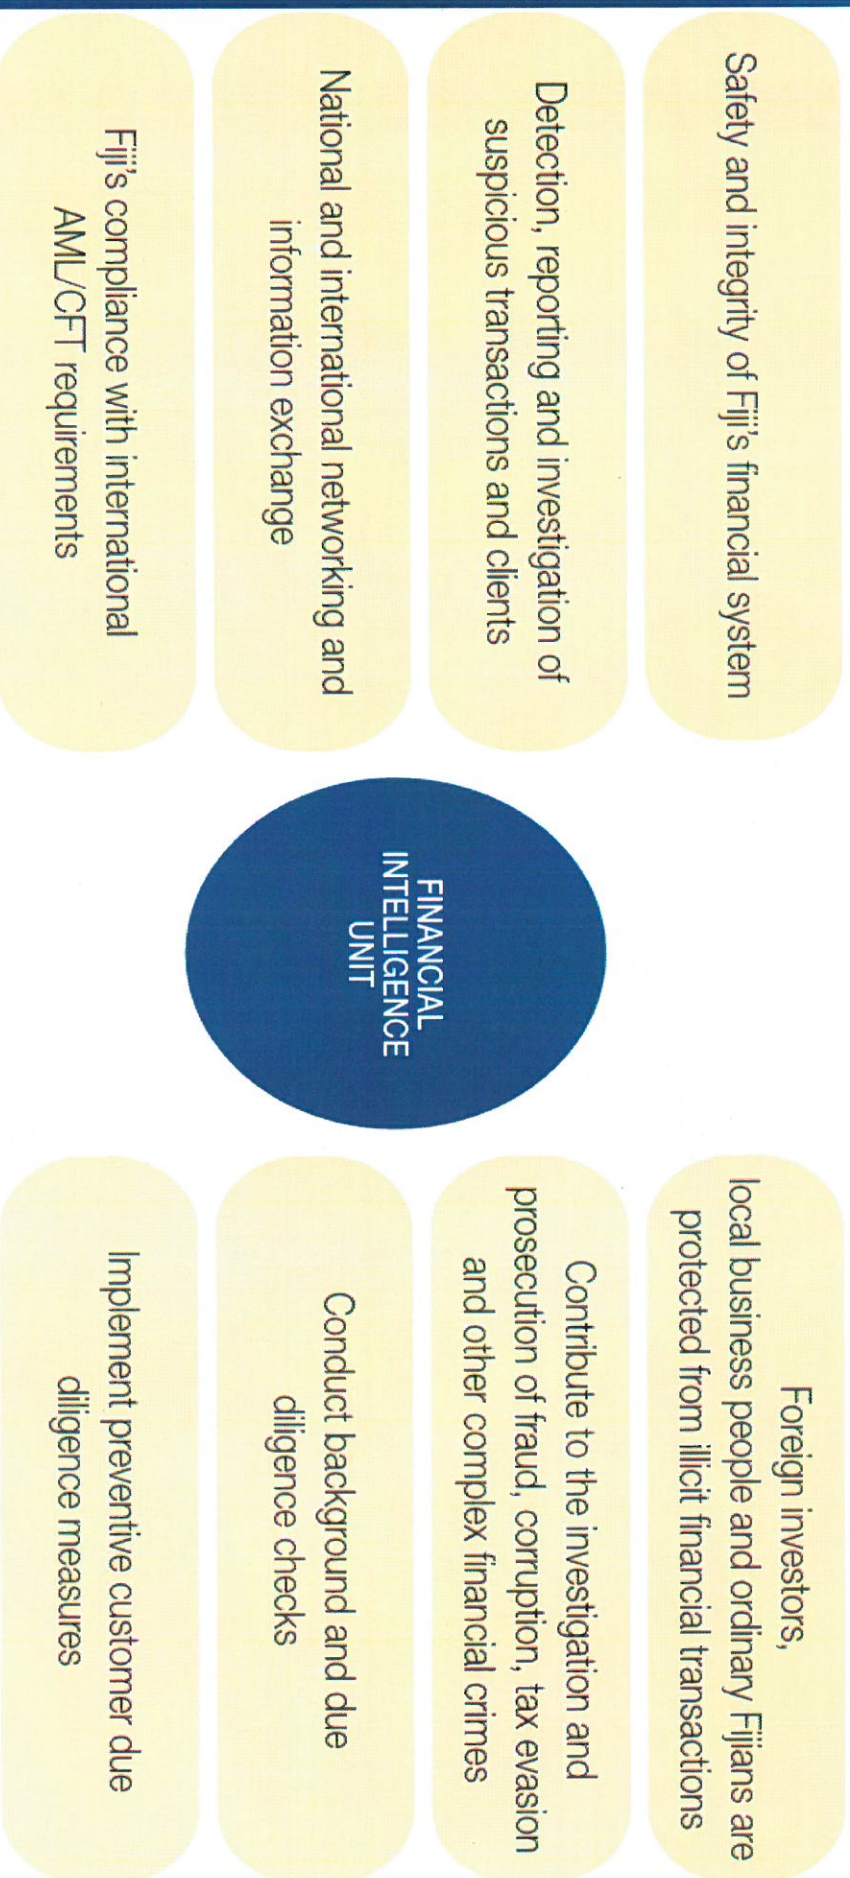 Safety and integrity of Fiji's financial system
Detection, reporting and investigation of
suspicious transactions and clients
National and international networking and
information exchange
Fiji's compliance with international
AML/CFT requirements
FINANCIAL
INTELLIGENCE
UNIT
Foreign investors,
local business people and ordinary Fijians are
protected from illicit financial transactions
Contribute to the investigation and
prosecution of fraud, corruption, tax evasion
and other complex financial crimes
Conduct background and due
diligence checks
Implement preventive customer due
diligence measures